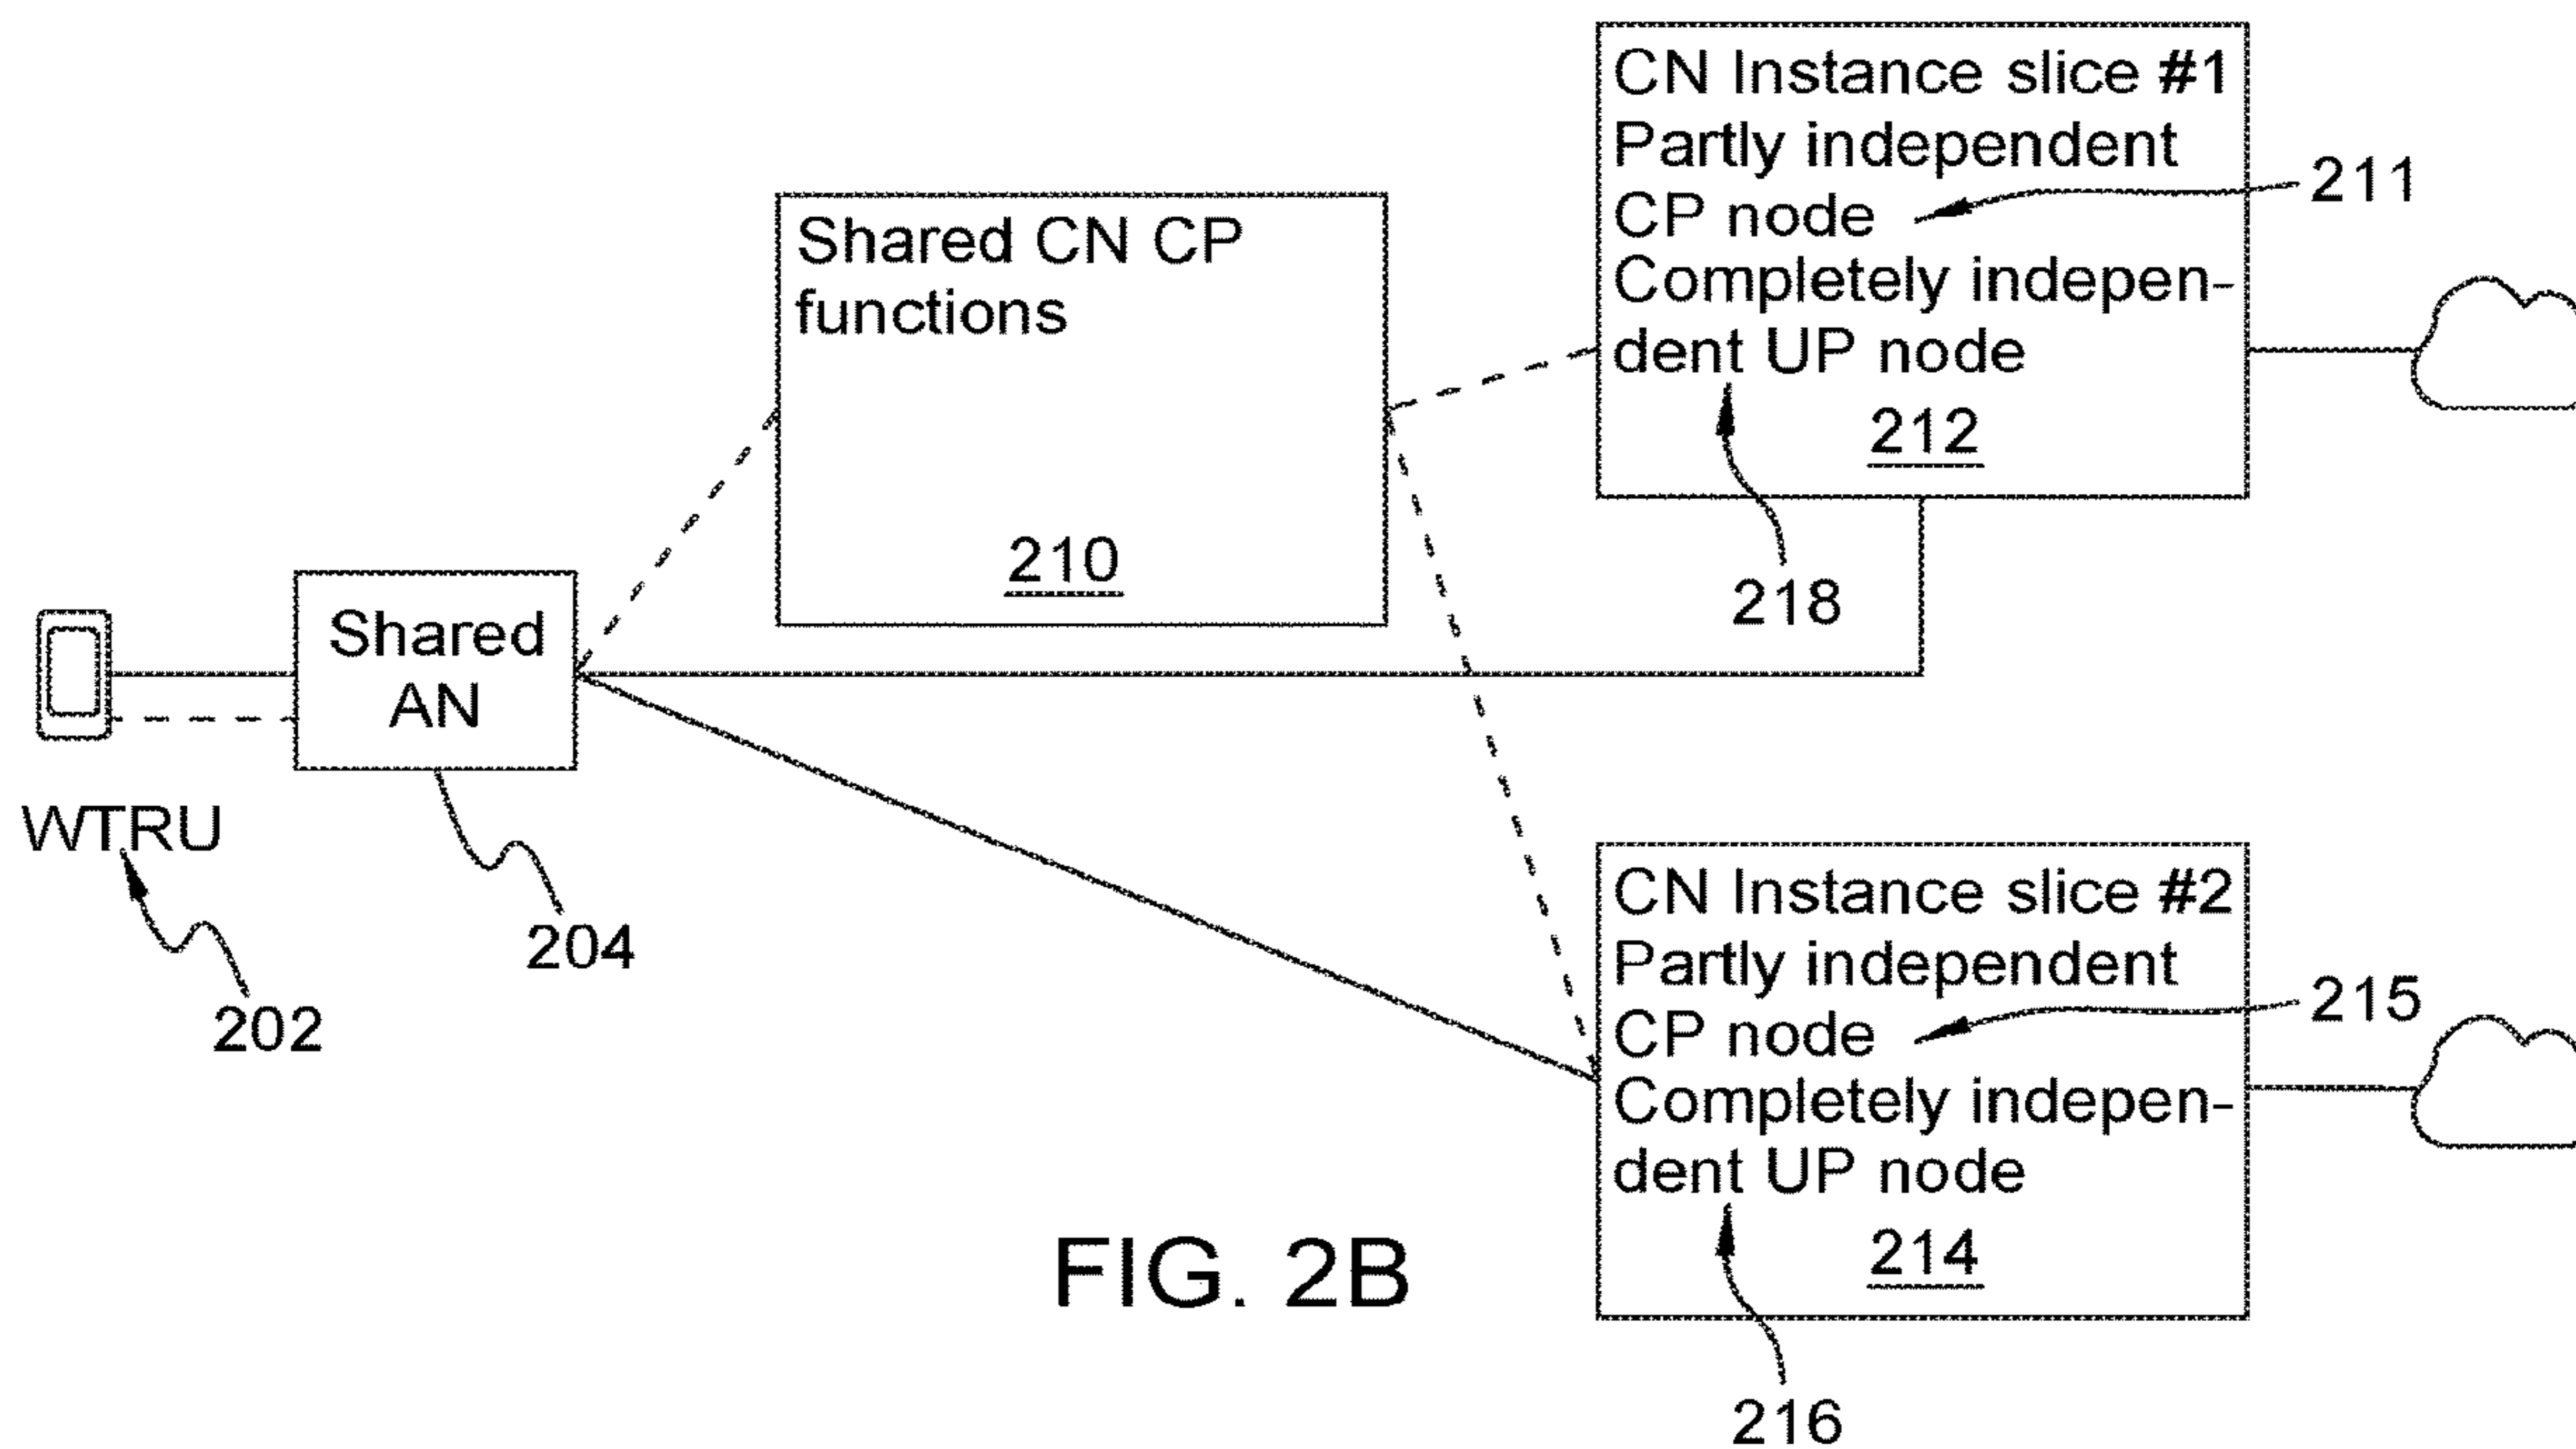 CN Instance slice #1
Partly independent
CP node
Completely indepen-
dent UP node
212
211
218
Shared CN CP
functions
210
Shared
AN
204
WTRU
202
CN Instance slice #2
Partly independent
CP node
Completely indepen-
dent UP node
214
215
216
FIG. 2B